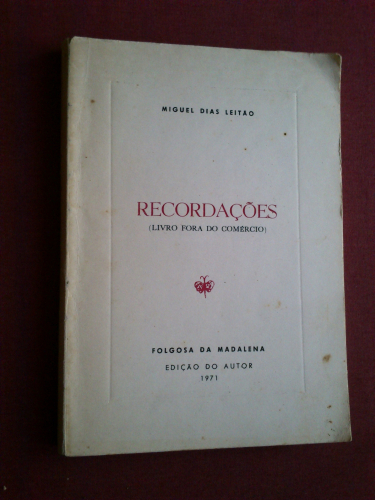 MIGUEL DIAS LEITÃO
RECORDAÇÕES
(LIVRO FORA DO COMÉRCIO)
FOLGOSA DA MADALENA
EDIÇÃO DO AUTOR
1971